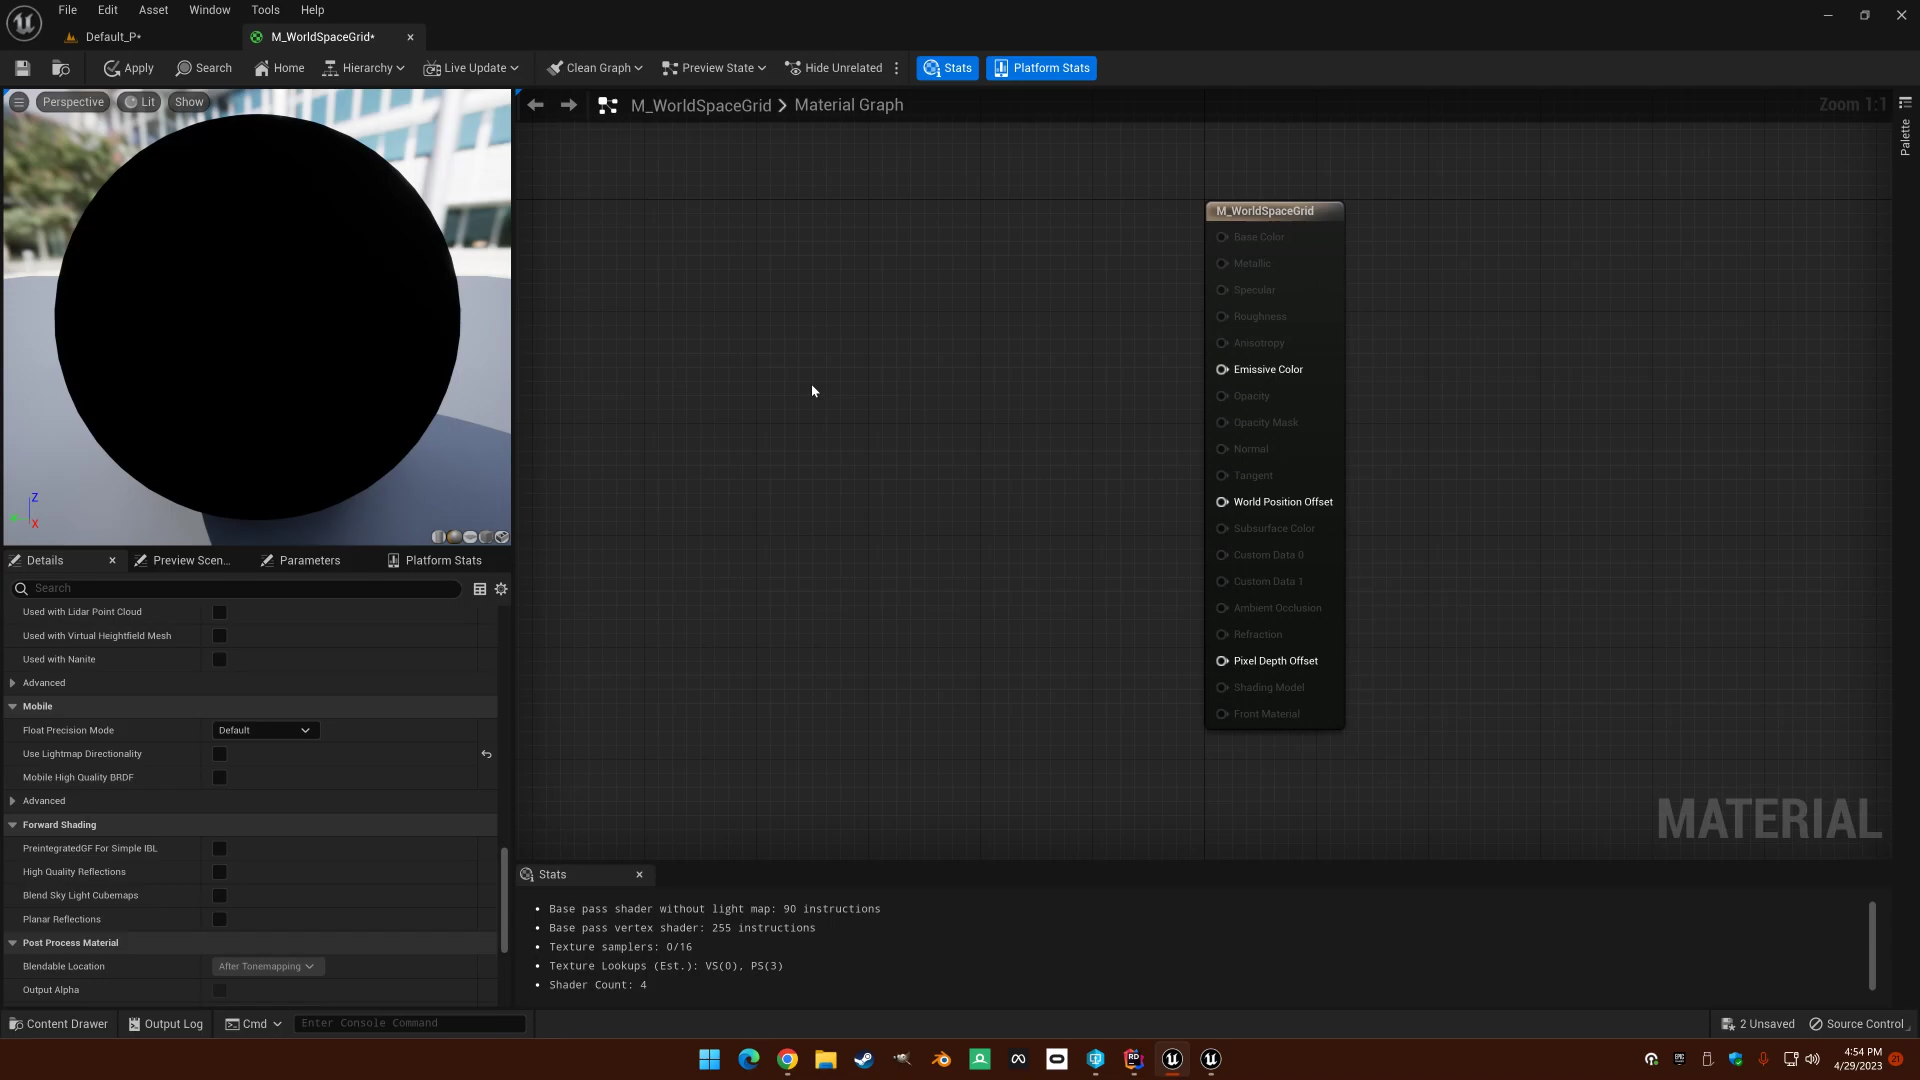 File Edit Asset Window Tools Help
Default_P*
M_WorldSpaceGrid*
Apply Search Home Hierarchy Live Update Clean Graph Preview State Hide Unrelated Stats Platform Stats
Perspective Lit Show
M_WorldSpaceGrid > Material Graph
Zoom 1:1
Palette
M_WorldSpaceGrid
Base Color
Metallic
Specular
Roughness
Anisotropy
Emissive Color
Opacity
Opacity Mask
Normal
Tangent
World Position Offset
Subsurface Color
Custom Data 0
Custom Data 1
Ambient Occlusion
Refraction
Pixel Depth Offset
Shading Model
Front Material
MATERIAL
Z
X
Details Preview Scen... Parameters Platform Stats
Search
Used with Lidar Point Cloud
Used with Virtual Heightfield Mesh
Used with Nanite
Advanced
Mobile
Float Precision Mode Default
Use Lightmap Directionality
Mobile High Quality BRDF
Advanced
Forward Shading
PreintegratedGF For Simple IBL
High Quality Reflections
Blend Sky Light Cubemaps
Planar Reflections
Post Process Material
Blendable Location After Tonemapping
Output Alpha
Stats
• Base pass shader without light map: 90 instructions
• Base pass vertex shader: 255 instructions
• Texture samplers: 0/16
• Texture Lookups (Est.): VS(0), PS(3)
• Shader Count: 4
Content Drawer Output Log Cmd Enter Console Command
2 Unsaved Source Control
RD
EPIC
4:54 PM
4/29/2023
21